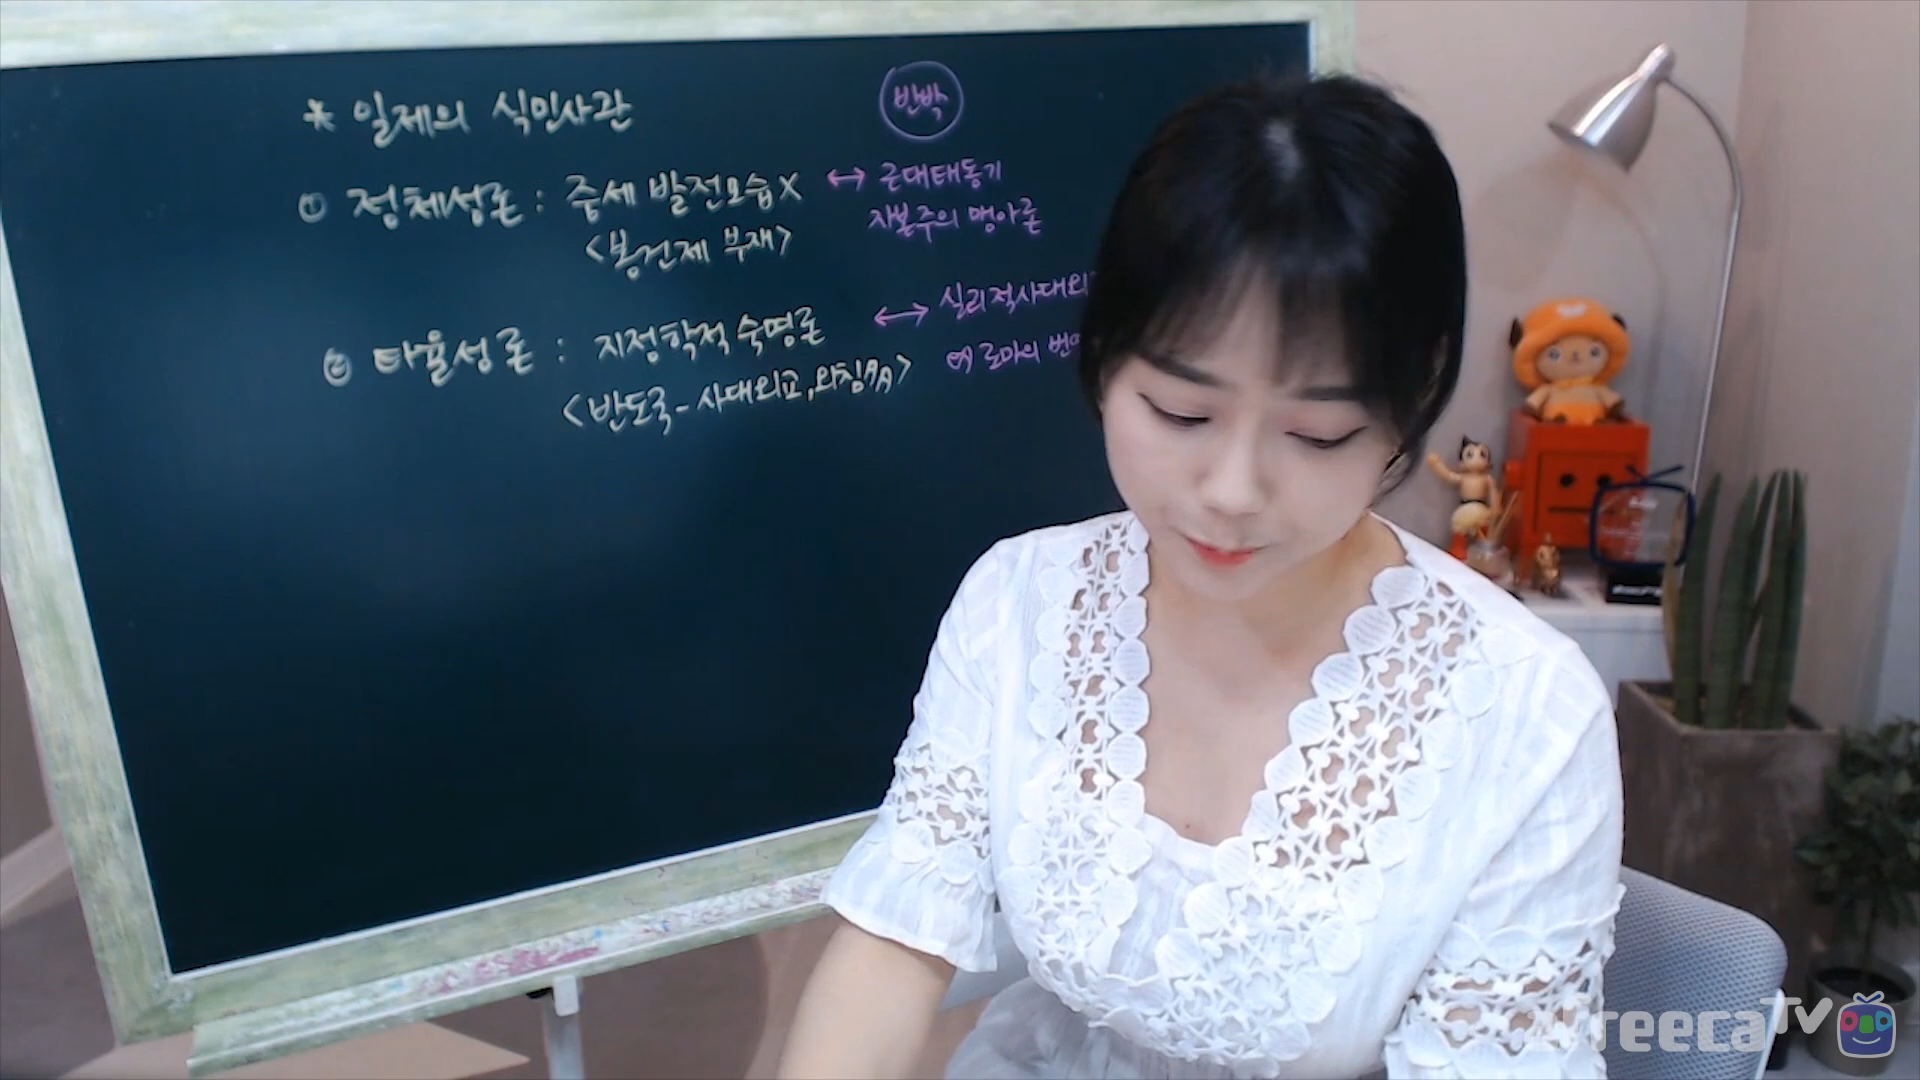 * 일제의 식민사관
반박
① 정체성론 : 중세 발전모습 X ↔ 근대태동기
자본주의 맹아론
<봉건제 부재>
② 타율성론 : 지정학적 숙명론 ↔ 실리적사대외
<반도국 - 사대외교, 외침> 예) 로마의
AfreecaTV